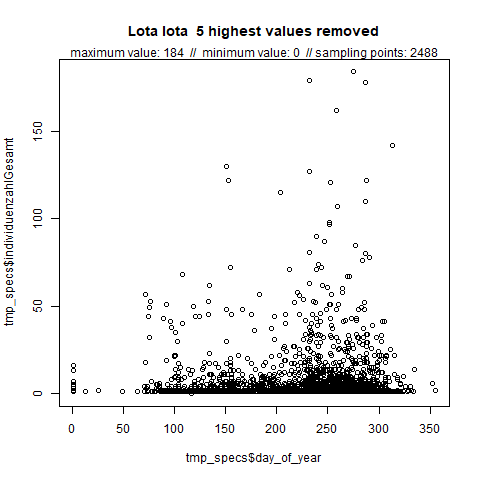 Lota lota 5 highest values removed
maximum value: 184 // minimum value: 0 // sampling points: 2488
tmp_specs$individuenzahlGesamt
150
100
50
0
0 50 100 150 200 250 300 350
tmp_specs$day_of_year